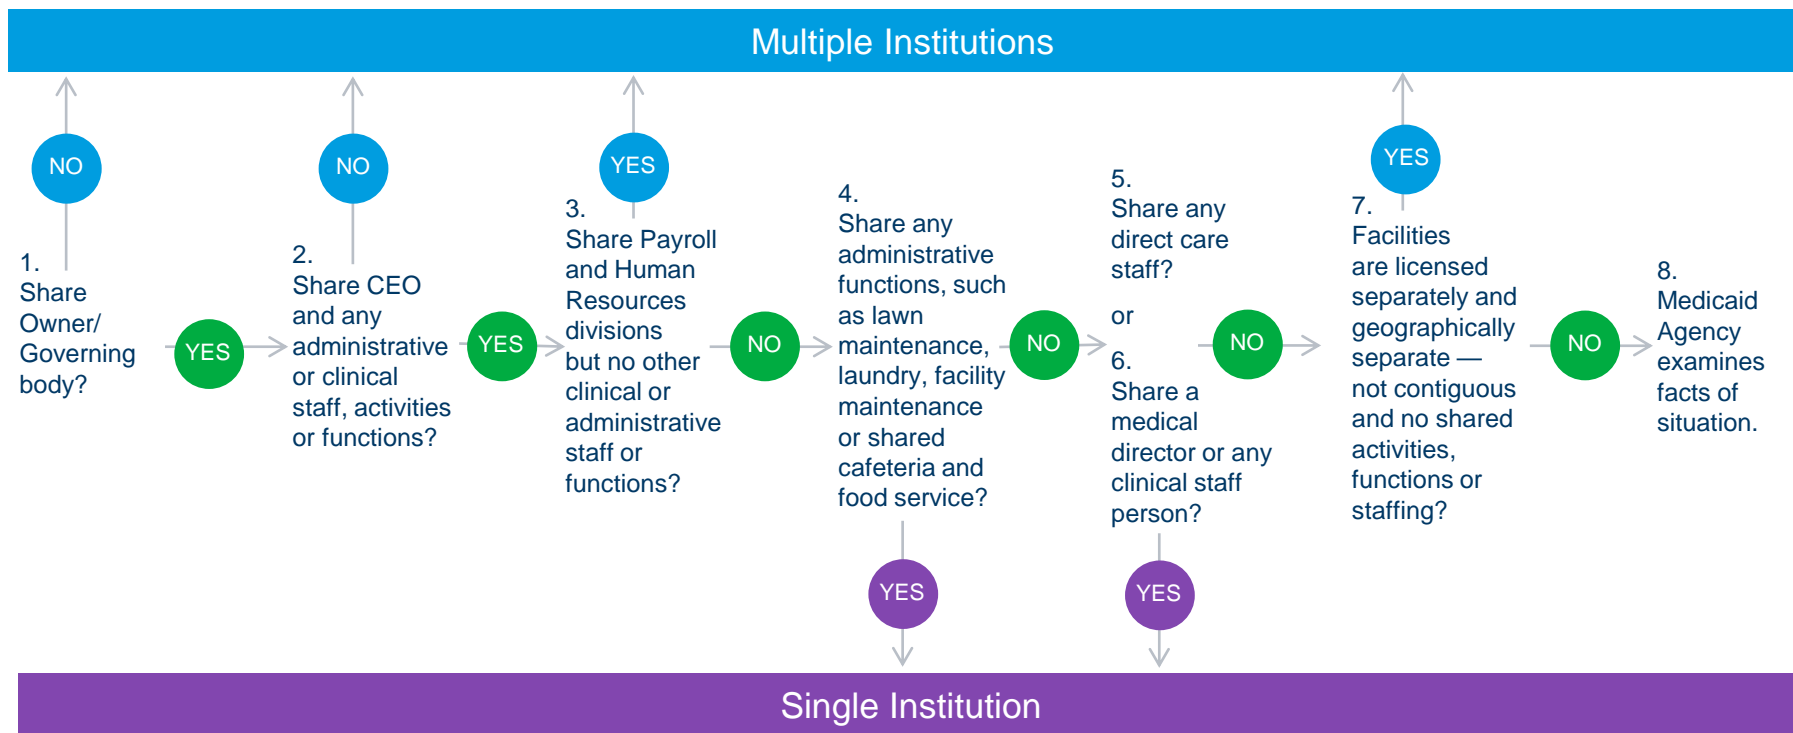 Multiple Institutions
NO
NO
YES
YES
1.
Share
Owner/
Governing
body?
YES
2.
Share CEO
and any
administrative
or clinical
staff, activities
or functions?
YES
3.
Share Payroll
and Human
Resources
divisions
but no other
clinical or
administrative
staff or
functions?
NO
4.
Share any
administrative
functions, such
as lawn
maintenance,
laundry, facility
maintenance
or shared
cafeteria and
food service?
NO
5.
Share any
direct care
staff?
or
6.
Share a
medical
director or any
clinical staff
person?
NO
7.
Facilities
are licensed
separately and
geographically
separate —
not contiguous
and no shared
activities,
functions or
staffing?
NO
8.
Medicaid
Agency
examines
facts of
situation.
YES
YES
Single Institution